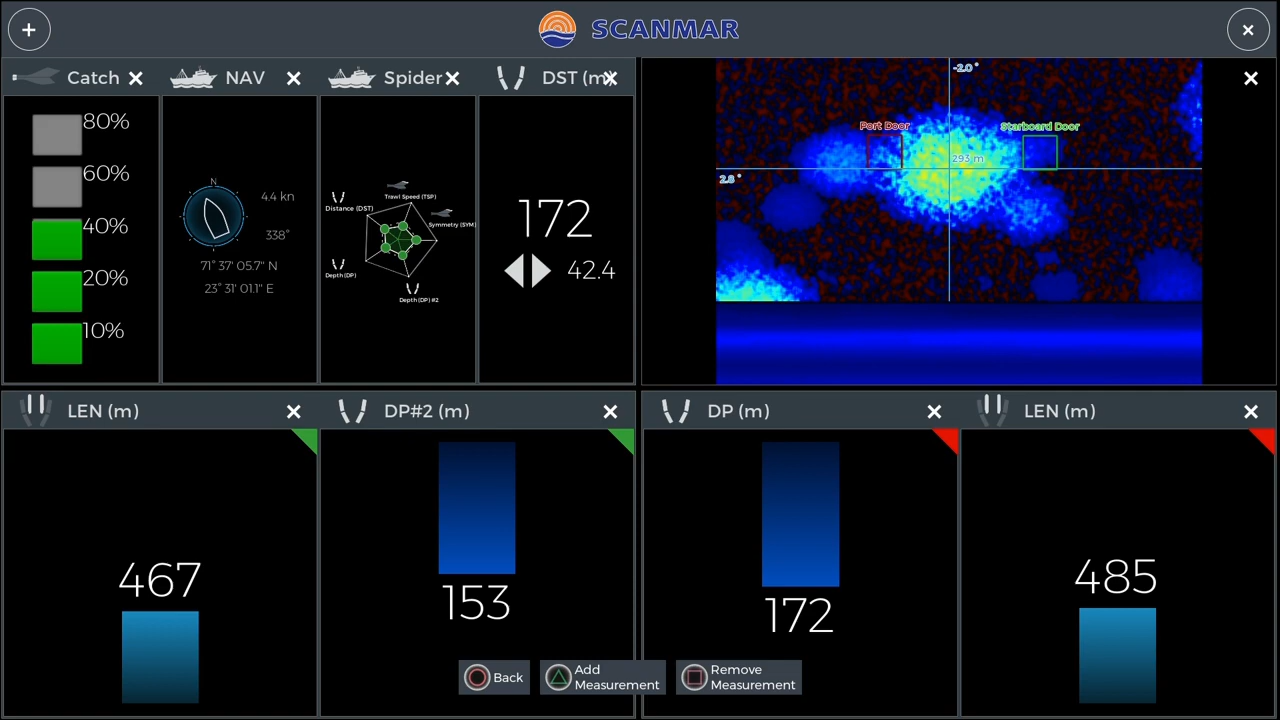 SCANMAR
Catch
NAV
Spider
DST (m)
80%
60%
40%
20%
10%
N
4.4 kn
338°
71° 37' 05.7" N
23° 31' 01.1" E
Trawl Speed (TSP)
Distance (DST)
Symmetry (SYM)
Depth (DP)
Depth (DP) #2
172
42.4
-2.0 °
Port Door
Starboard Door
293 m
2.8 °
LEN (m)
DP#2 (m)
DP (m)
LEN (m)
467
153
172
485
Back
Add
Measurement
Remove
Measurement